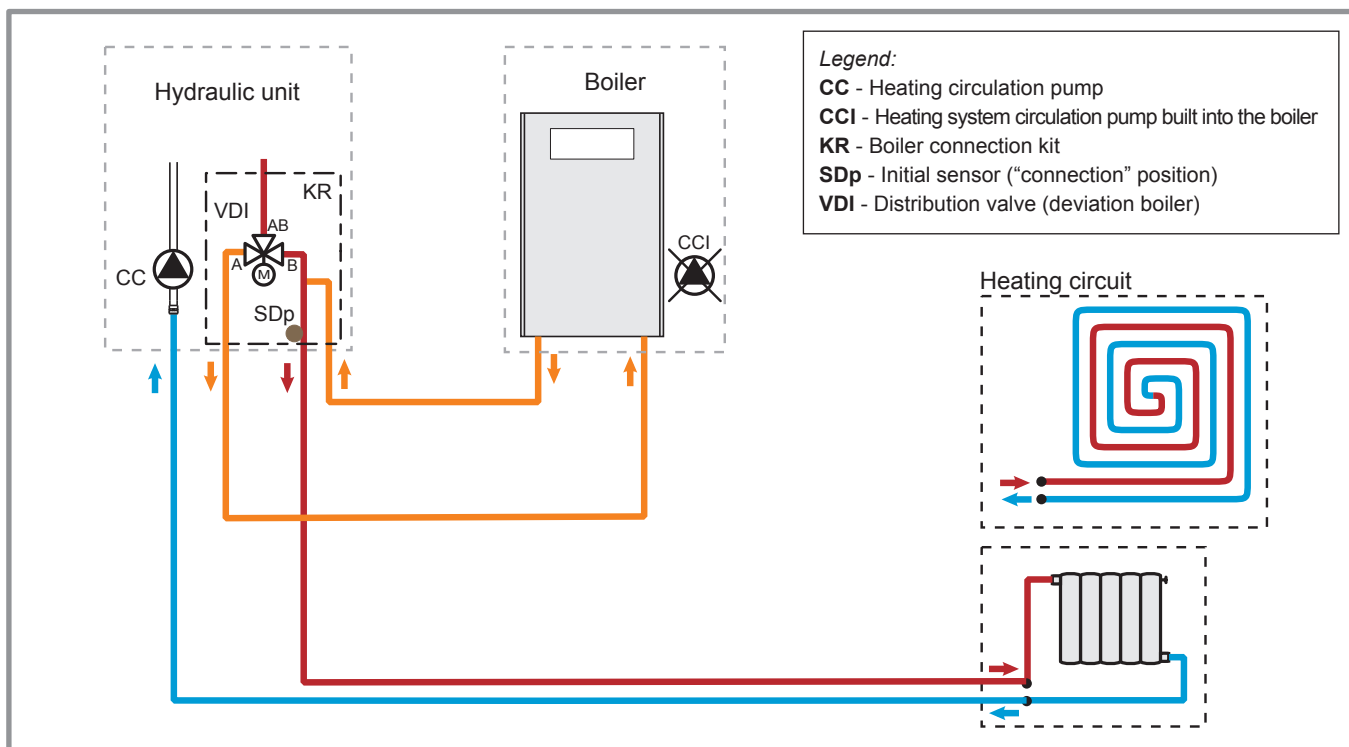 Hydraulic unit
Boiler
Legend:
CC - Heating circulation pump
CCI - Heating system circulation pump built into the boiler
KR - Boiler connection kit
SDp - Initial sensor (“connection” position)
VDI - Distribution valve (deviation boiler)
KR
VDI
AB
A
B
M
CC
CCI
SDp
Heating circuit